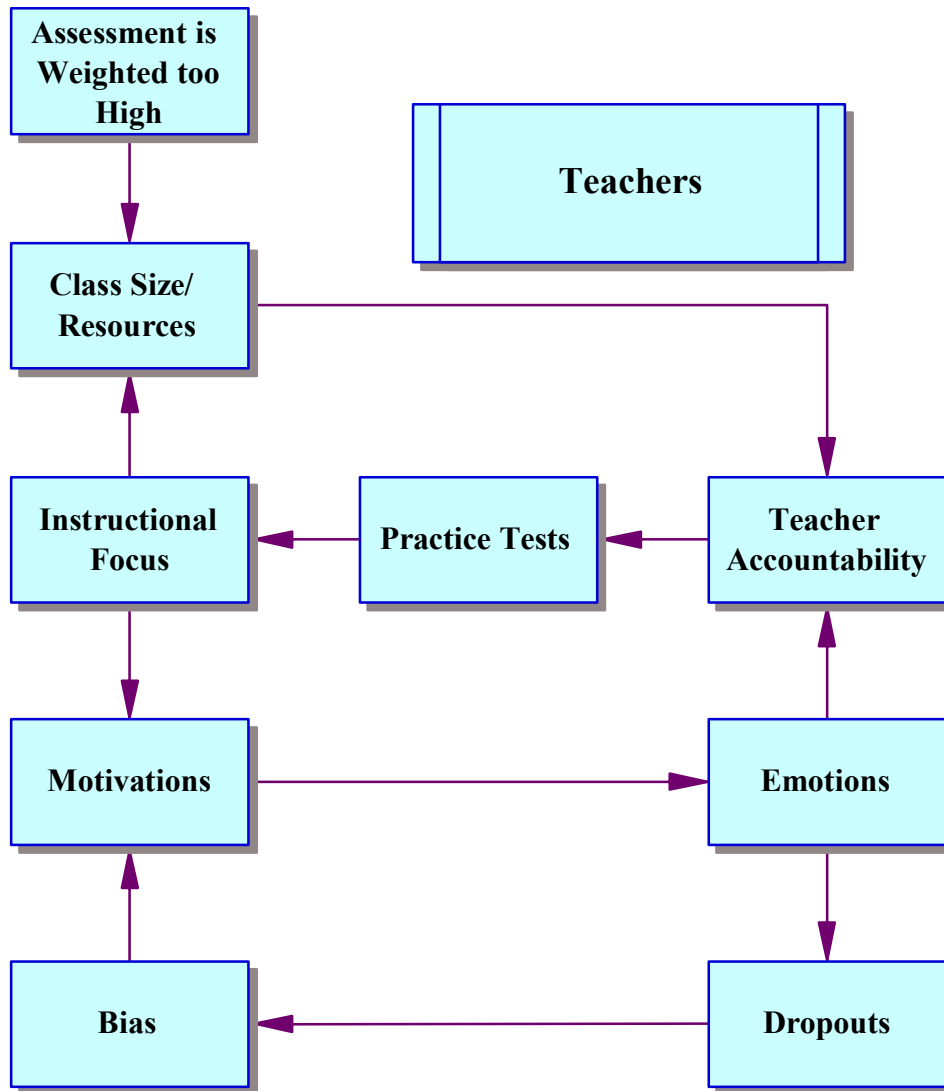 Assessment is
Weighted too
High
Teachers
Class Size/
Resources
Instructional
Focus
Practice Tests
Teacher
Accountability
Motivations
Emotions
Bias
Dropouts